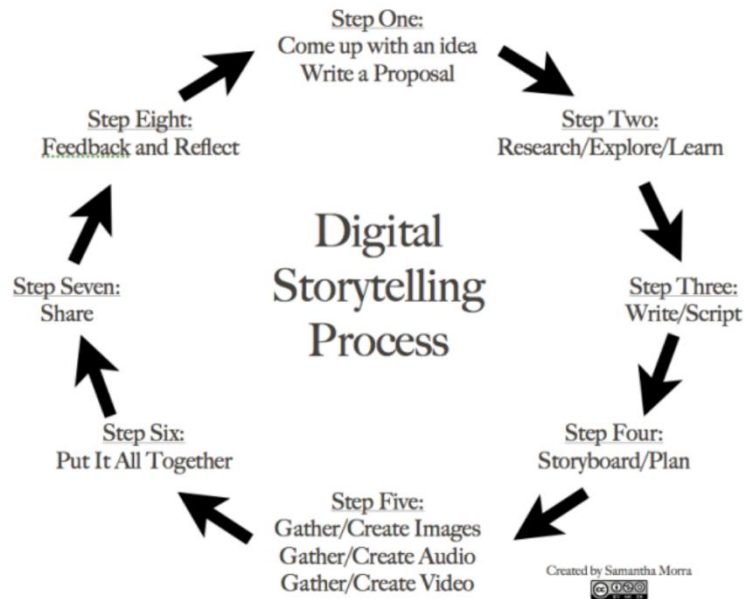 Step One:
Come up with an idea
Write a Proposal
Step Two:
Research/Explore/Learn
Step Three:
Write/Script
Step Four:
Storyboard/Plan
Step Five:
Gather/Create Images
Gather/Create Audio
Gather/Create Video
Step Six:
Put It All Together
Step Seven:
Share
Step Eight:
Feedback and Reflect
Digital
Storytelling
Process
Created by Samantha Morra